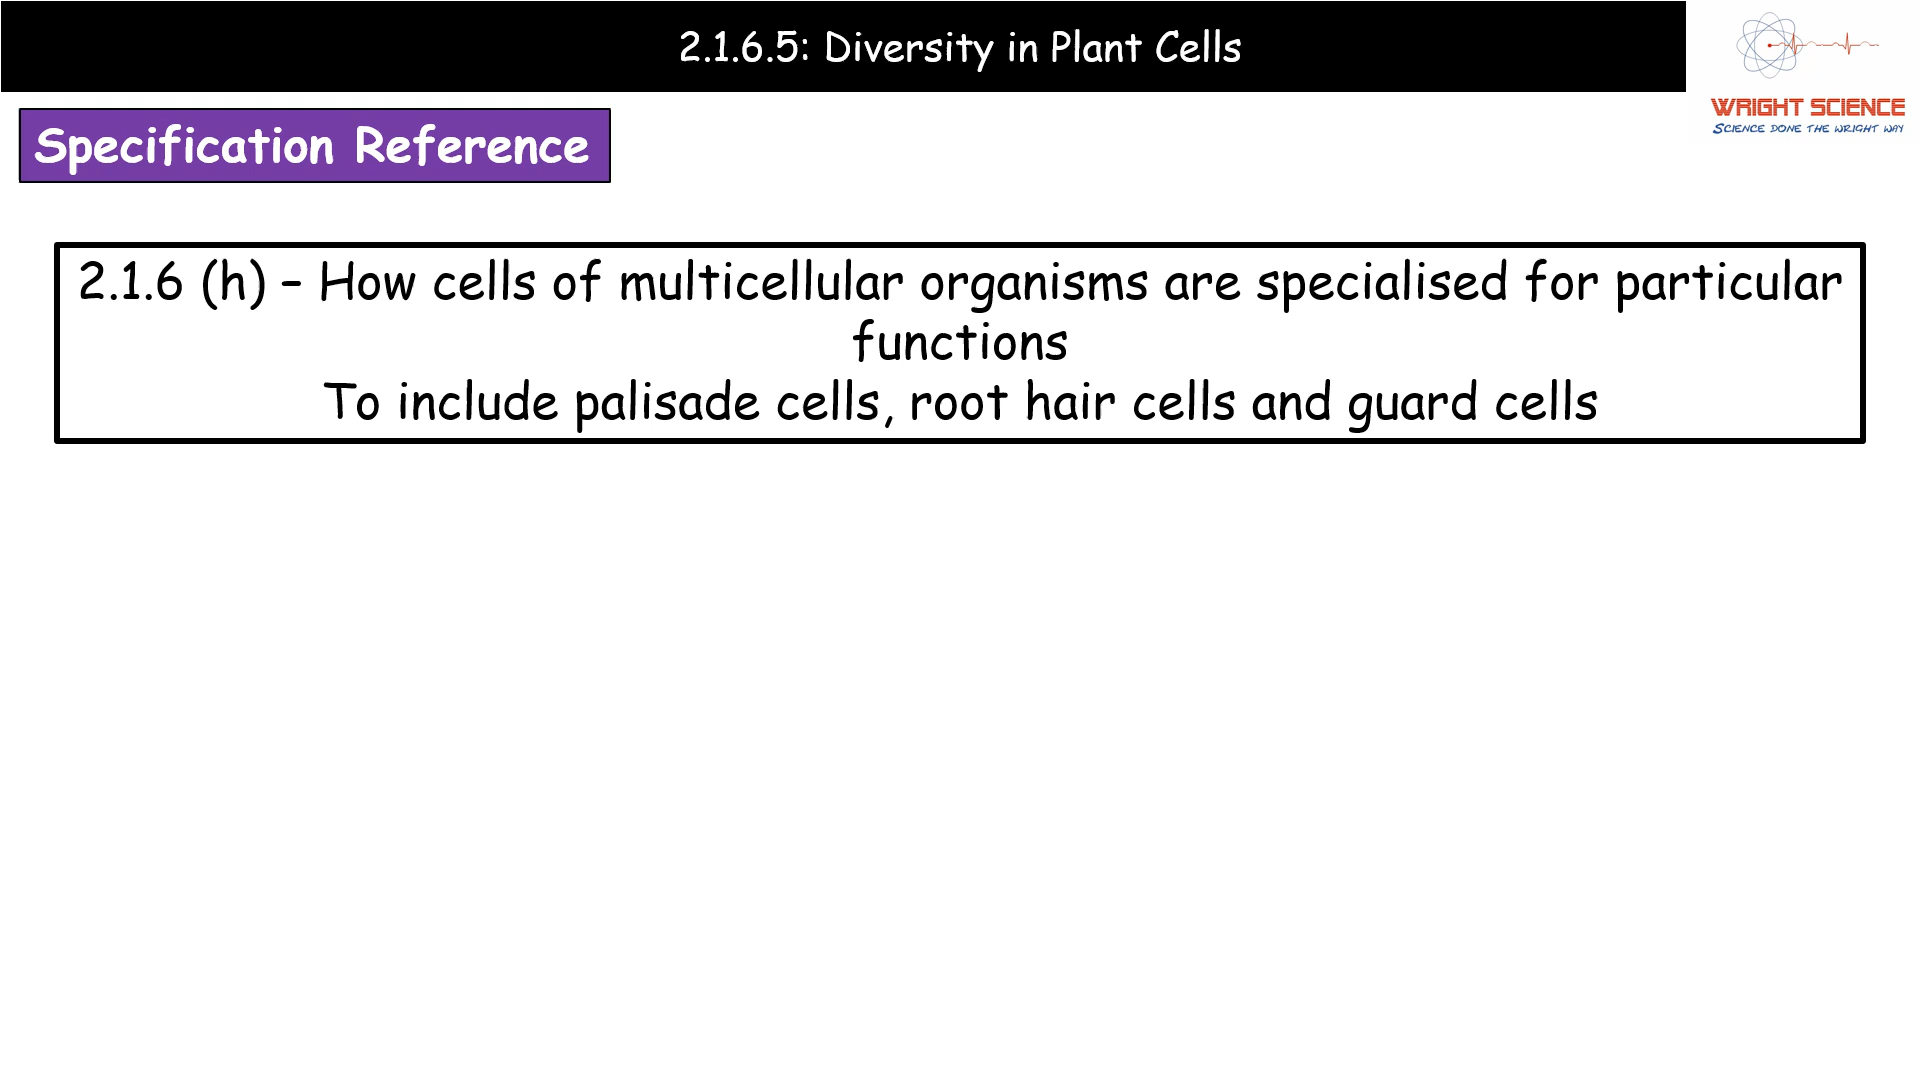 2.1.6.5: Diversity in Plant Cells
WRIGHT SCIENCE
SCIENCE DONE THE WRIGHT WAY
Specification Reference
2.1.6 (h) – How cells of multicellular organisms are specialised for particular
functions
To include palisade cells, root hair cells and guard cells